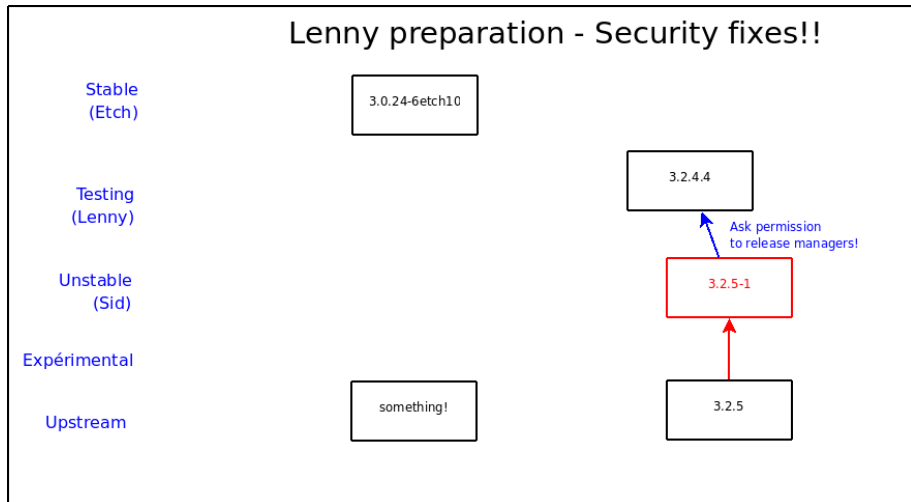 Lenny preparation - Security fixes!!
Stable
(Etch)
3.0.24-6etch10
Testing
(Lenny)
3.2.4.4
Ask permission
to release managers!
Unstable
(Sid)
3.2.5-1
Expérimental
Upstream
something!
3.2.5